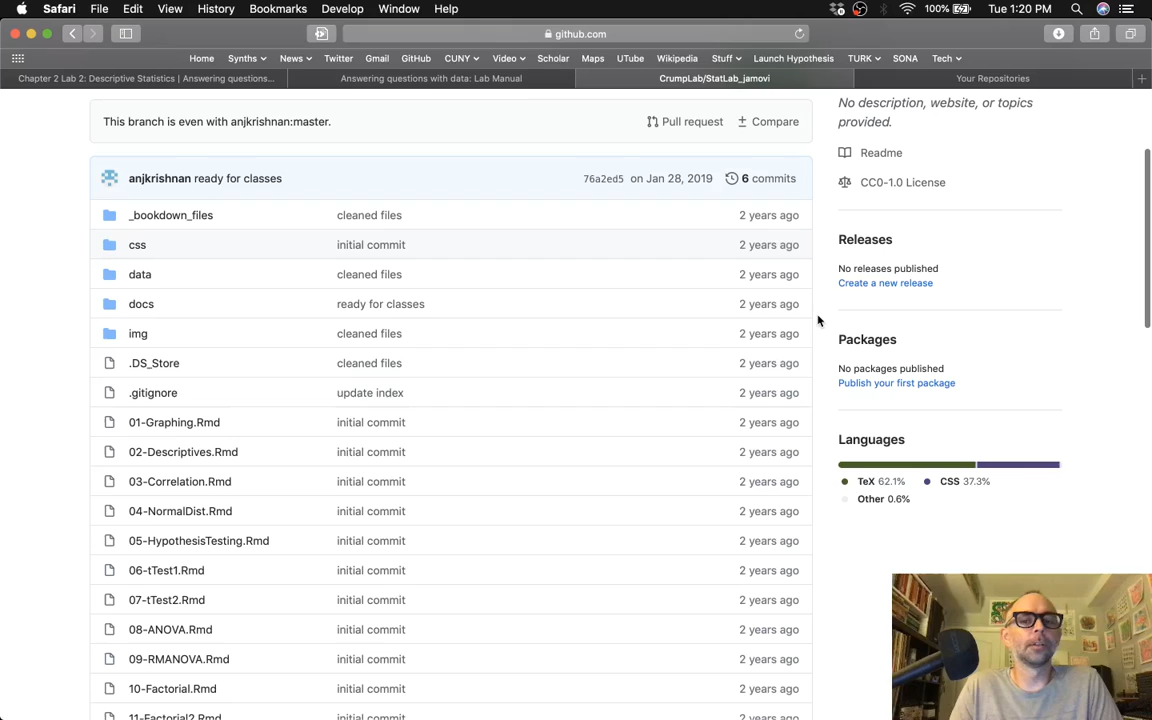 Safari File Edit View History Bookmarks Develop Window Help 100% Tue 1:20 PM
github.com
Home Synths News Twitter Gmail GitHub CUNY Video Scholar Maps UTube Wikipedia Stuff Launch Hypothesis TURK SONA Tech
Chapter 2 Lab 2: Descriptive Statistics | Answering questions... Answering questions with data: Lab Manual CrumpLab/StatLab_jamovi Your Repositories
This branch is even with anjkrishnan:master. Pull request Compare
anjkrishnan ready for classes 76a2ed5 on Jan 28, 2019 6 commits
_bookdown_files cleaned files 2 years ago
css initial commit 2 years ago
data cleaned files 2 years ago
docs ready for classes 2 years ago
img cleaned files 2 years ago
.DS_Store cleaned files 2 years ago
.gitignore update index 2 years ago
01-Graphing.Rmd initial commit 2 years ago
02-Descriptives.Rmd initial commit 2 years ago
03-Correlation.Rmd initial commit 2 years ago
04-NormalDist.Rmd initial commit 2 years ago
05-HypothesisTesting.Rmd initial commit 2 years ago
06-tTest1.Rmd initial commit 2 years ago
07-tTest2.Rmd initial commit 2 years ago
08-ANOVA.Rmd initial commit 2 years ago
09-RMANOVA.Rmd initial commit 2 years ago
10-Factorial.Rmd initial commit 2 years ago
11-Factorial2.Rmd initial commit 2 years ago
No description, website, or topics
provided.
Readme
CC0-1.0 License
Releases
No releases published
Create a new release
Packages
No packages published
Publish your first package
Languages
TeX 62.1% CSS 37.3%
Other 0.6%